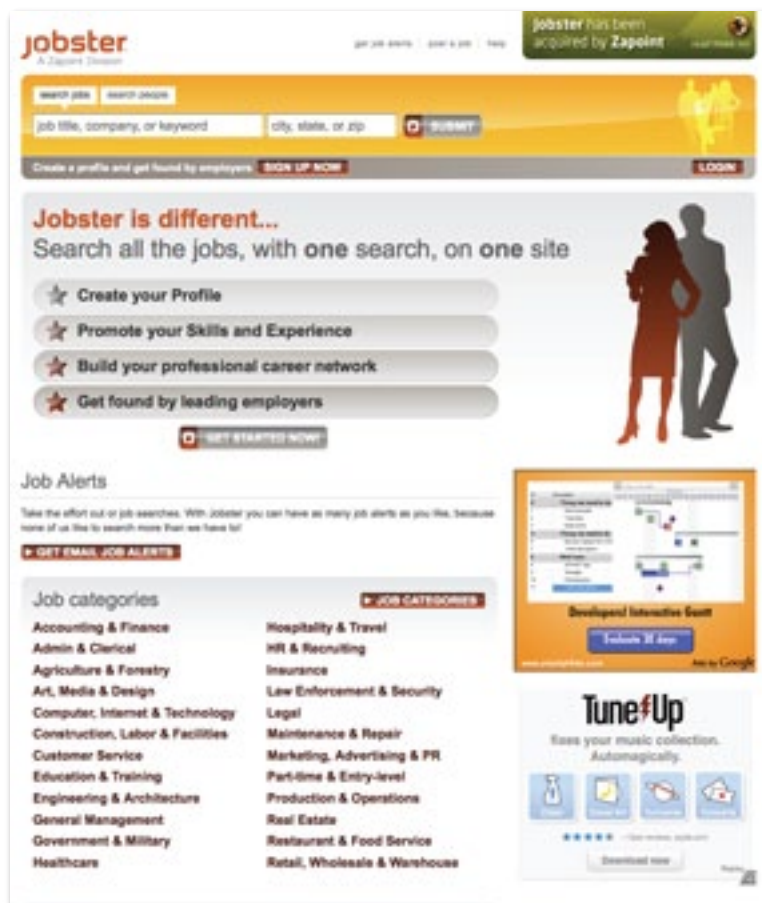 jobster
A Zapoint Division
get job alerts post a job help
jobster has been
acquired by Zapoint
search jobs search people
job title, company, or keyword city, state, or zip SUBMIT
Create a profile and get found by employers. SIGN UP NOW! LOGIN
Jobster is different...
Search all the jobs, with one search, on one site
Create your Profile
Promote your Skills and Experience
Build your professional career network
Get found by leading employers
GET STARTED NOW!
Job Alerts
Take the effort out or job searches. With Jobster you can have as many job alerts as you like, because
none of us like to search more than we have to!
GET EMAIL JOB ALERTS
Job categories JOB CATEGORIES
Accounting & Finance
Admin & Clerical
Agriculture & Forestry
Art, Media & Design
Computer, Internet & Technology
Construction, Labor & Facilities
Customer Service
Education & Training
Engineering & Architecture
General Management
Government & Military
Healthcare
Hospitality & Travel
HR & Recruiting
Insurance
Law Enforcement & Security
Legal
Maintenance & Repair
Marketing, Advertising & PR
Part-time & Entry-level
Production & Operations
Real Estate
Restaurant & Food Service
Retail, Wholesale & Warehouse
Developers! Interactive Gantt
Evaluate 30 days
Ads by Google
TuneUp
fixes your music collection.
Automagically.
Download now